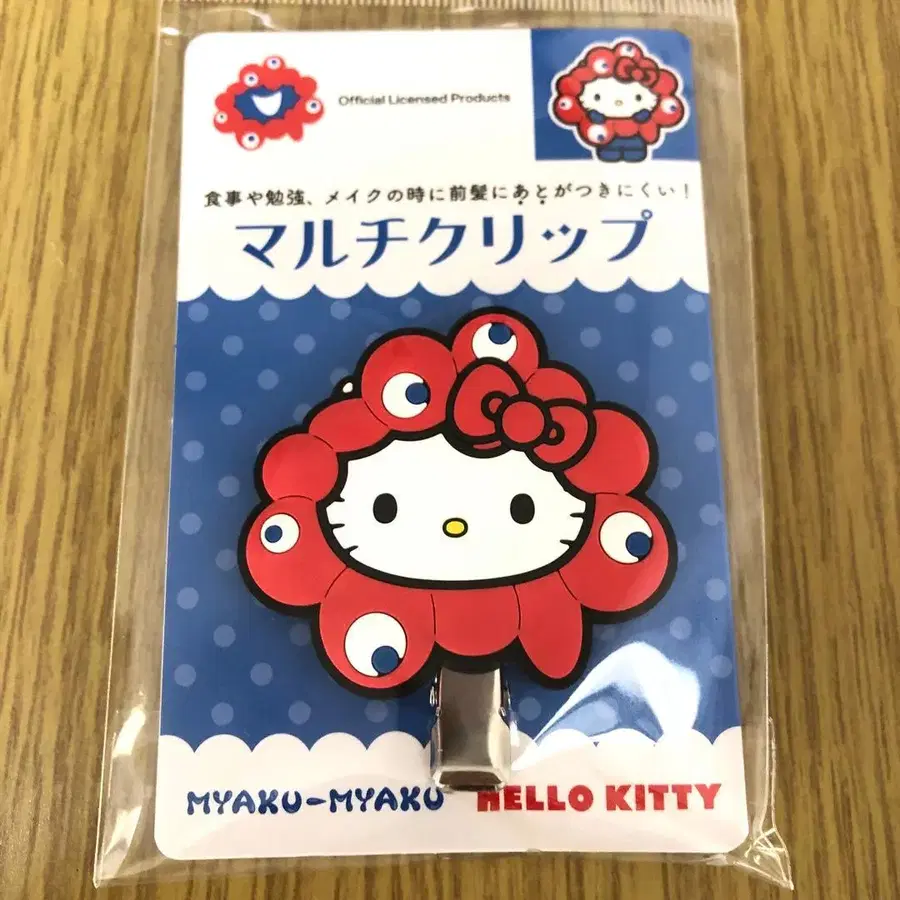 Official Licensed Products
食事や勉強、メイクの時に前髪にあとがつきにくい！
マルチクリップ
MYAKU-MYAKU HELLO KITTY